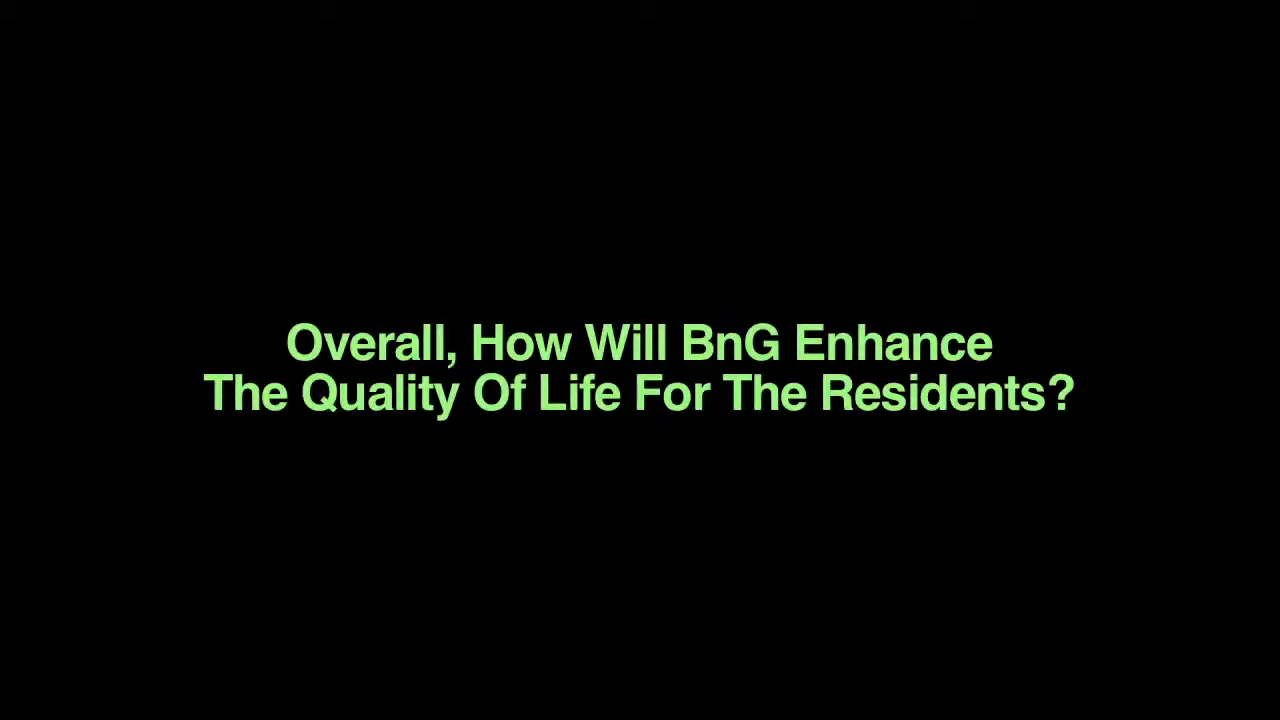 Overall, How Will BnG Enhance
The Quality Of Life For The Residents?